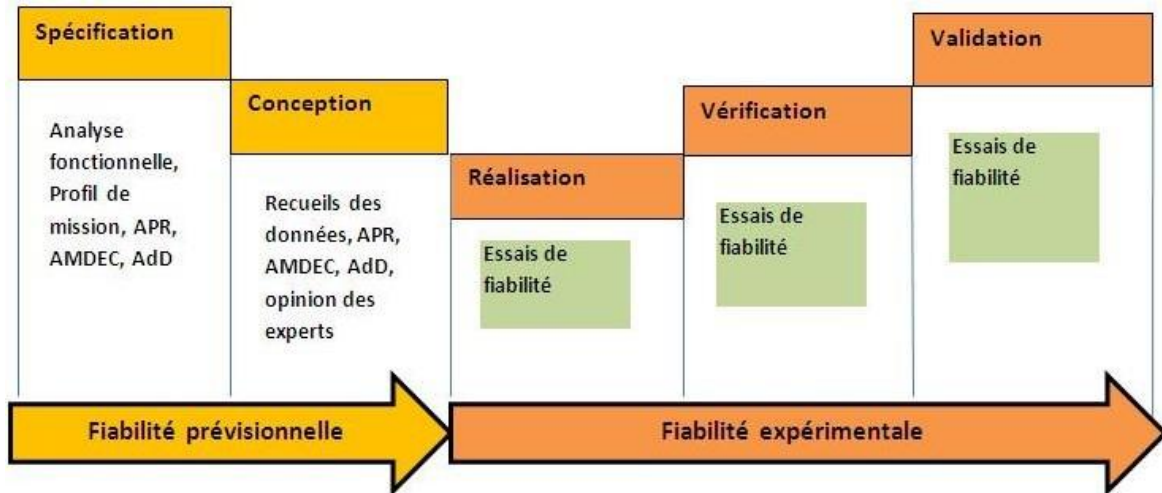 Spécification
Analyse
fonctionnelle,
Profil de
mission, APR,
AMDEC, AdD
Conception
Recueils des
données, APR,
AMDEC, AdD,
opinion des
experts
Réalisation
Essais de
fiabilité
Vérification
Essais de
fiabilité
Validation
Essais de
fiabilité
Fiabilité prévisionnelle
Fiabilité expérimentale